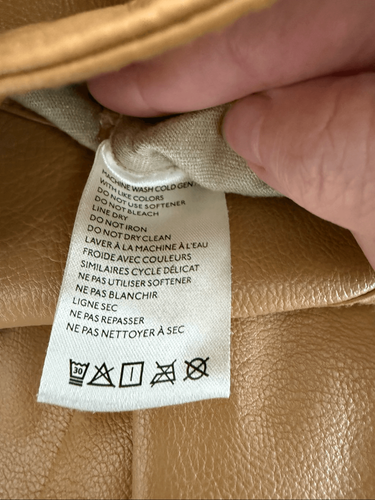 MACHINE WASH COLD GEN
WITH LIKE COLORS
DO NOT USE SOFTENER
DO NOT BLEACH
LINE DRY
DO NOT IRON
DO NOT DRY CLEAN
LAVER À LA MACHINE À L'EAU
FROIDE AVEC COULEURS
SIMILAIRES CYCLE DÉLICAT
NE PAS UTILISER SOFTENER
NE PAS BLANCHIR
LIGNE SEC
NE PAS REPASSER
NE PAS NETTOYER À SEC
30